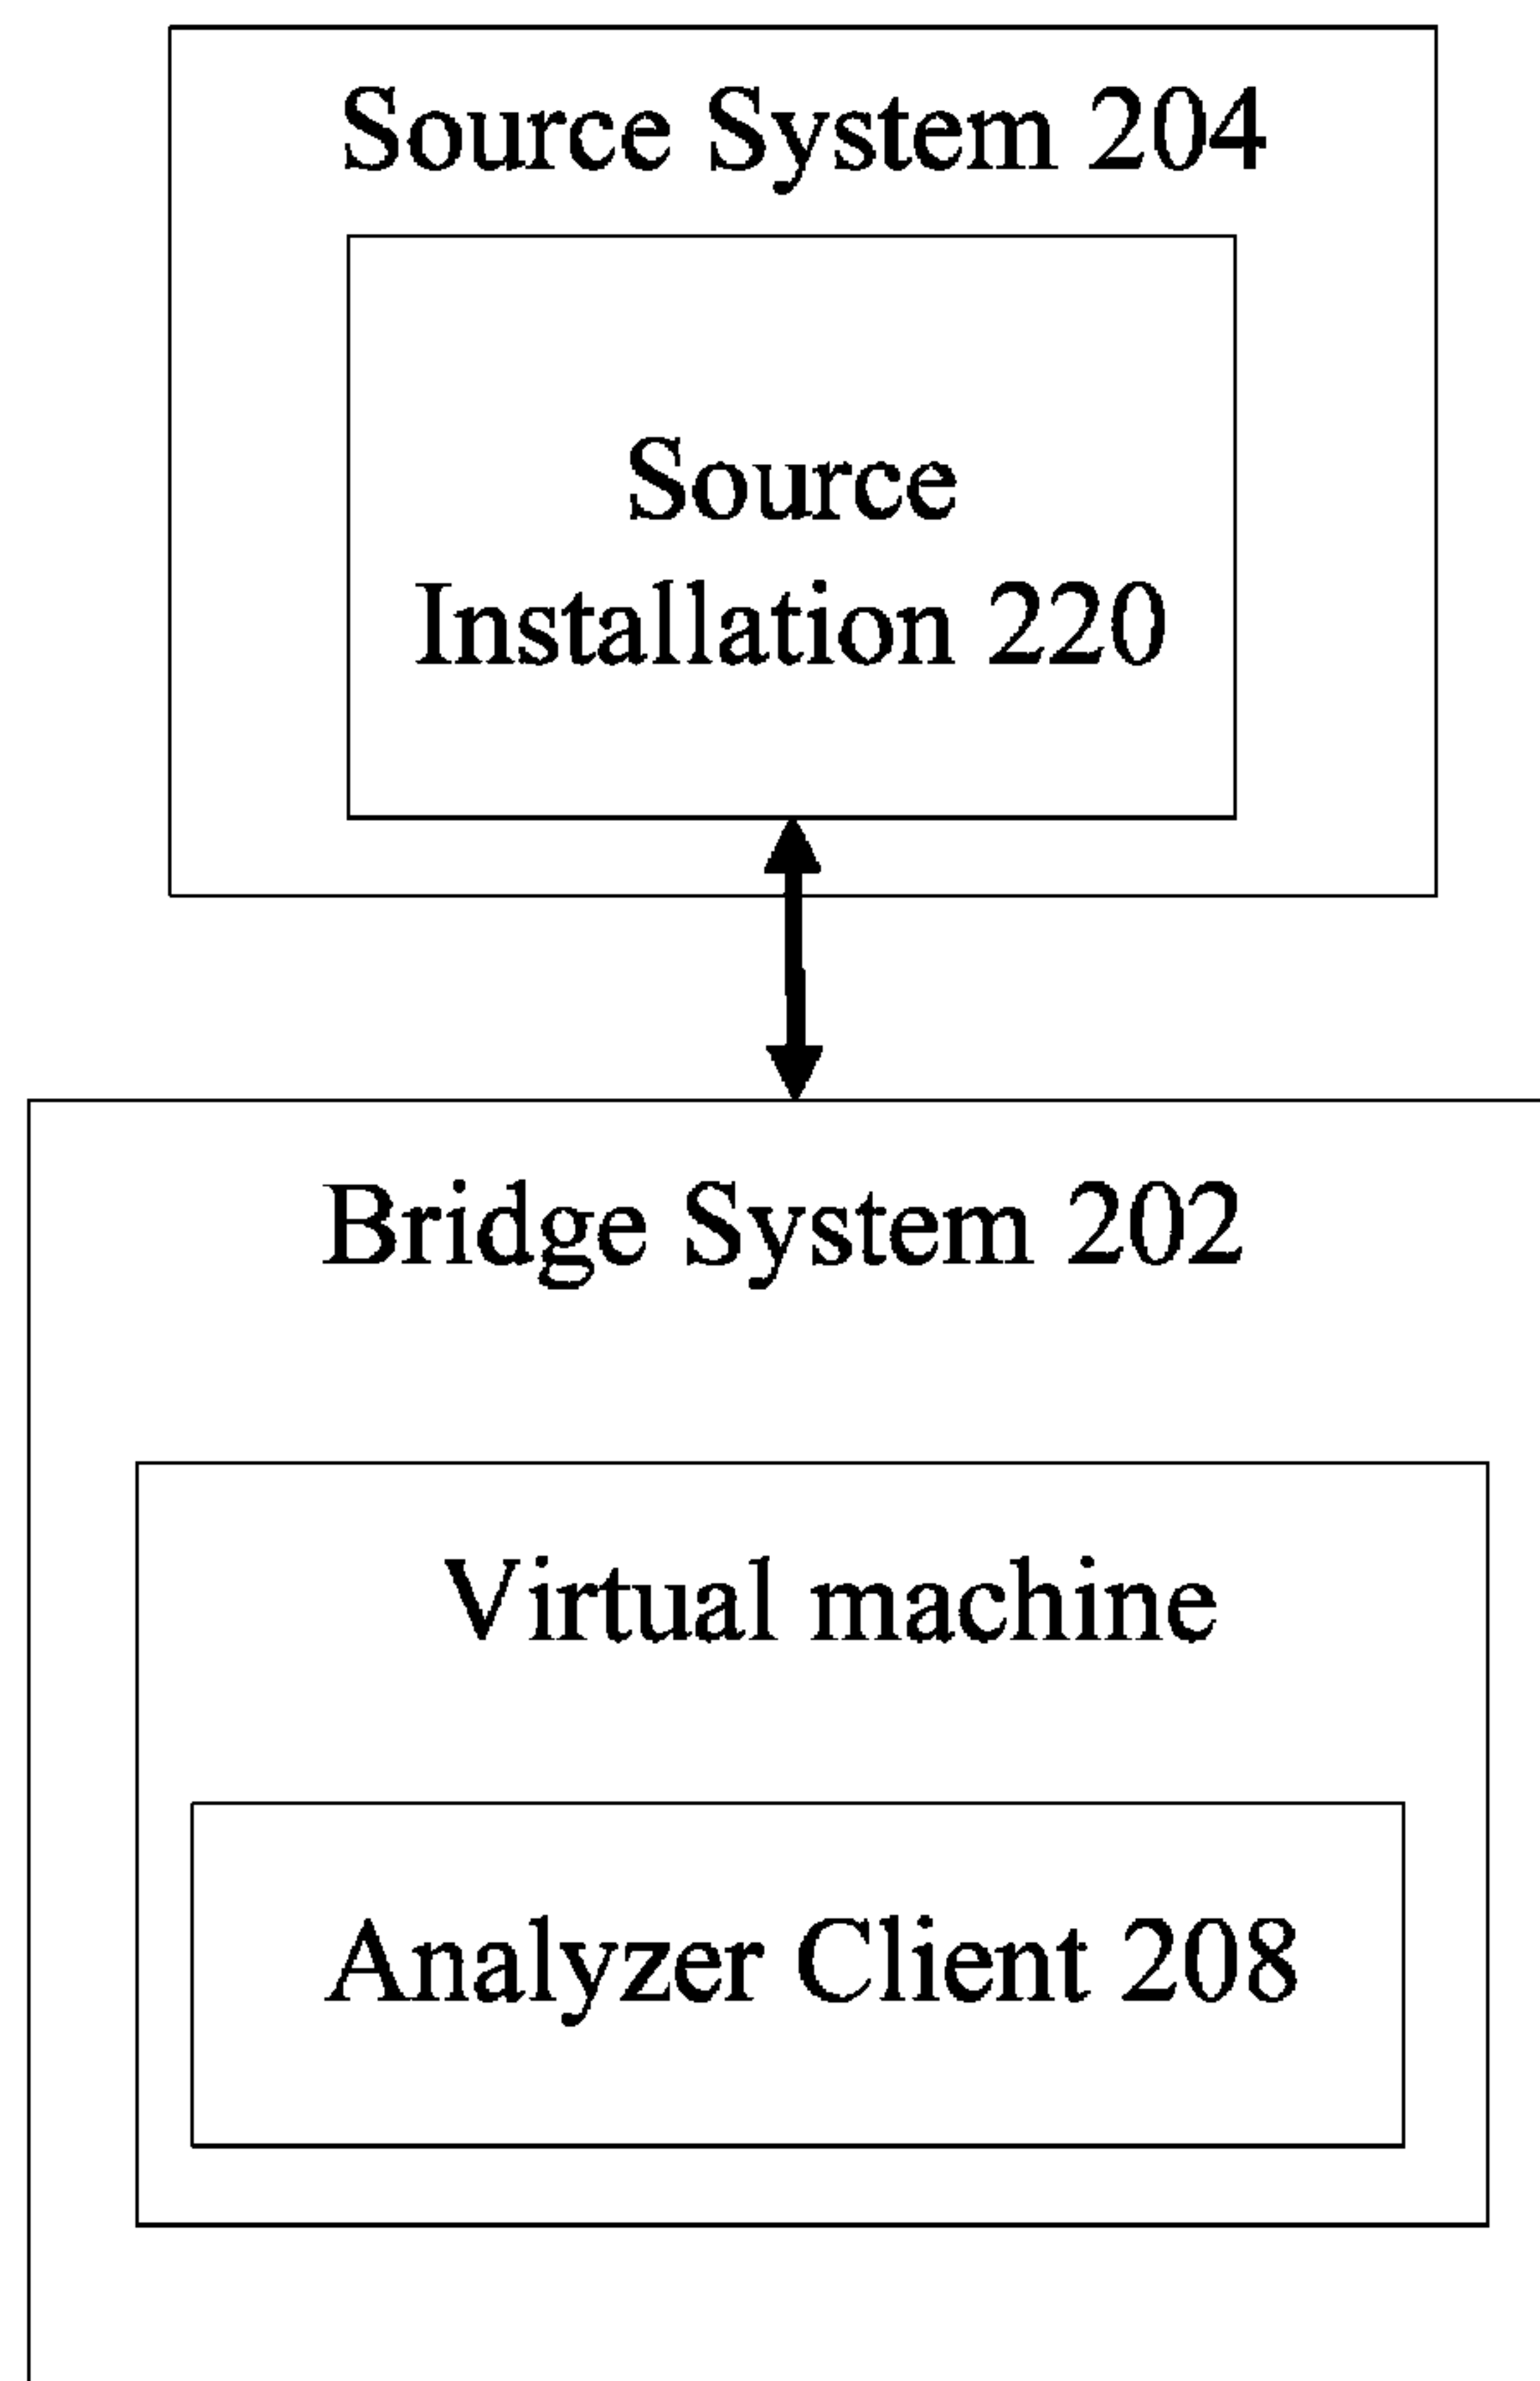 Source System 204
Source
Installation 220
Bridge System 202
Virtual machine
Analyzer Client 208